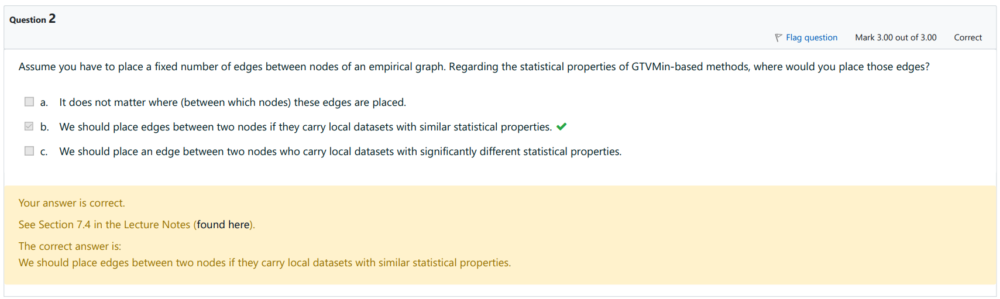 Question 2
Flag question Mark 3.00 out of 3.00 Correct
Assume you have to place a fixed number of edges between nodes of an empirical graph. Regarding the statistical properties of GTVMin-based methods, where would you place those edges?
a. It does not matter where (between which nodes) these edges are placed.
b. We should place edges between two nodes if they carry local datasets with similar statistical properties.
c. We should place an edge between two nodes who carry local datasets with significantly different statistical properties.
Your answer is correct.
See Section 7.4 in the Lecture Notes (found here).
The correct answer is:
We should place edges between two nodes if they carry local datasets with similar statistical properties.